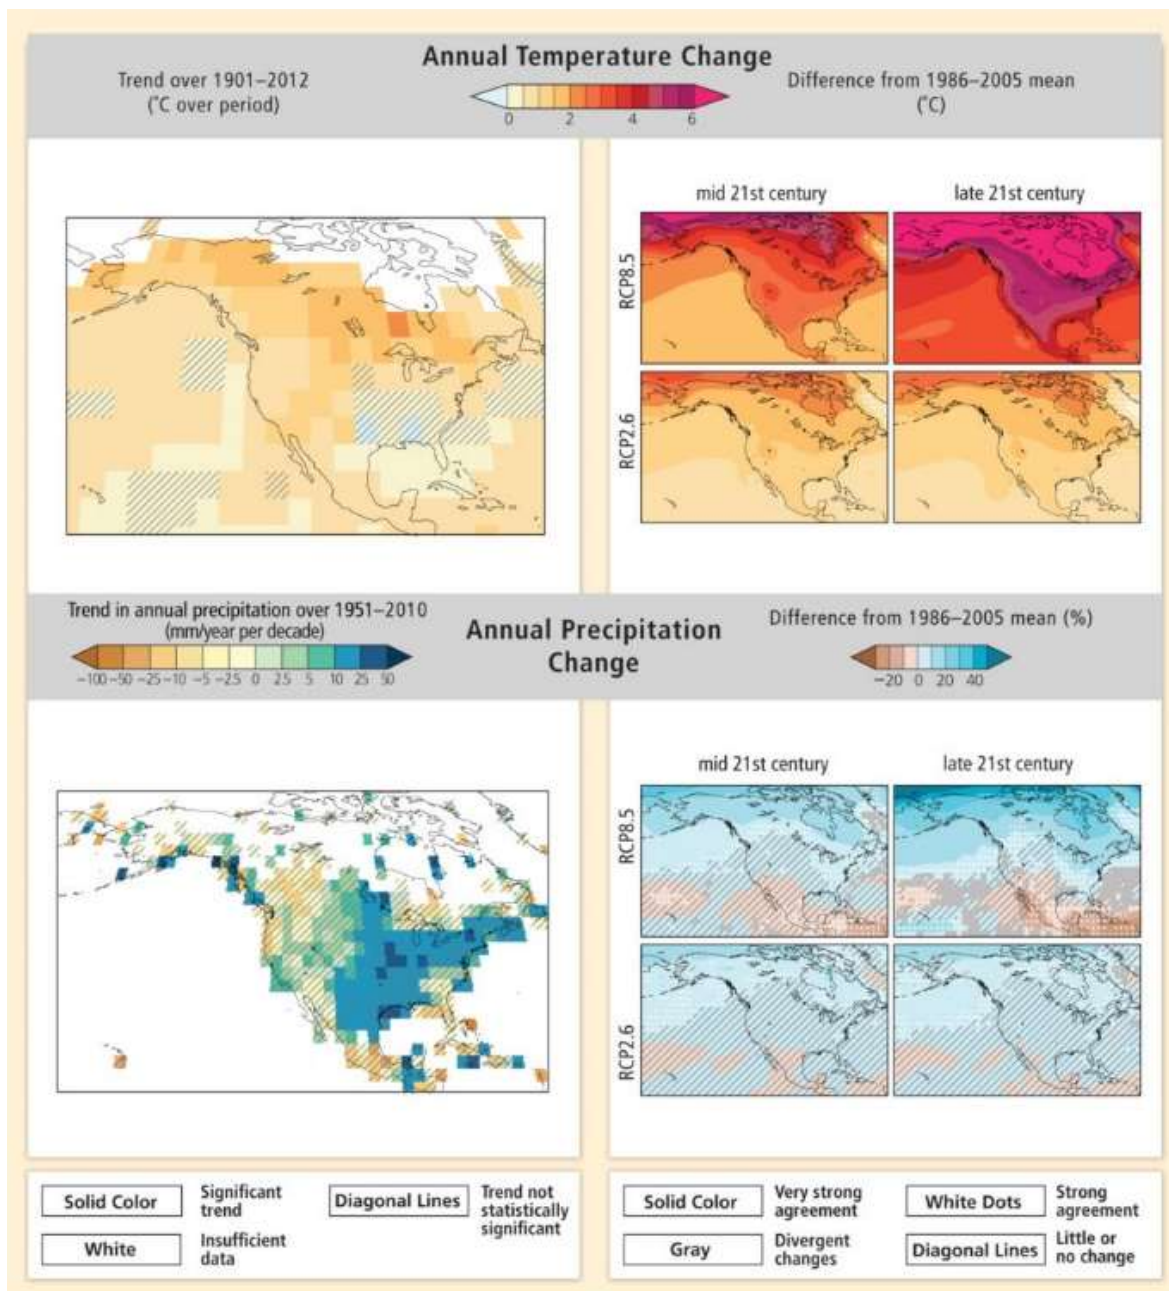 Annual Temperature Change
Trend over 1901–2012
(˚C over period)
0 2 4 6
Difference from 1986–2005 mean
(˚C)
mid 21st century
late 21st century
RCP8.5
RCP2.6
Trend in annual precipitation over 1951–2010
(mm/year per decade)
−100 −50 −25 −10 −5 −2.5 0 2.5 5 10 25 50
Annual Precipitation
Change
Difference from 1986–2005 mean (%)
−20 0 20 40
mid 21st century
late 21st century
RCP8.5
RCP2.6
Solid Color
Significant
trend
Diagonal Lines
Trend not
statistically
significant
White
Insufficient
data
Solid Color
Very strong
agreement
White Dots
Strong
agreement
Gray
Divergent
changes
Diagonal Lines
Little or
no change